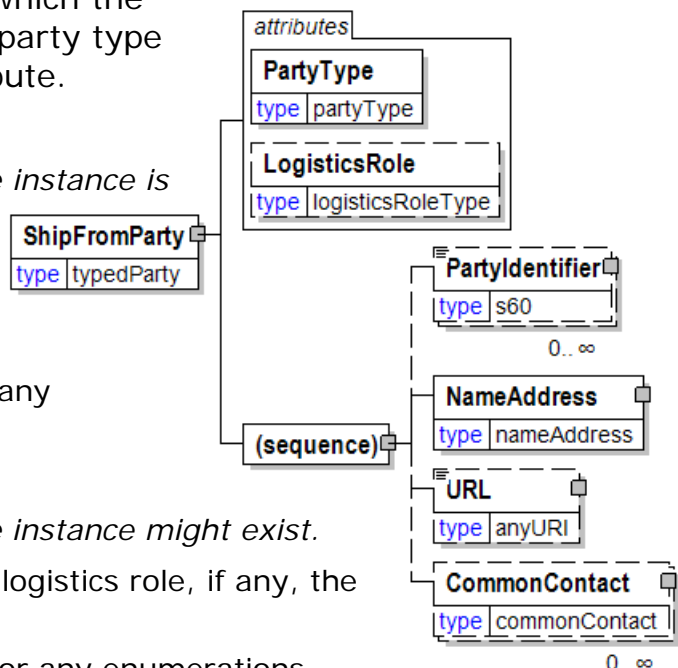 which the
party type
bute.
instance is
any
instance might exist.
logistics role, if any, the
or any enumerations
attributes
PartyType
type partyType
LogisticsRole
type logisticsRoleType
ShipFromParty
type typedParty
(sequence)
PartyIdentifier
type s60
0.. ∞
NameAddress
type nameAddress
URL
type anyURI
CommonContact
type commonContact
0.. ∞